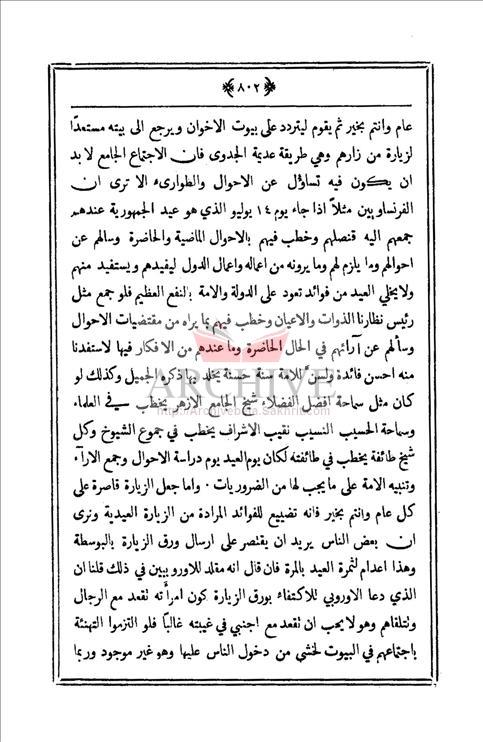 ﴿٨٠٢﴾
عام وانتم بخير ثم يقوم ليتردد على بيوت الاخوان ويرجع الى بيته مستعدًا
لزيارة من زارهم وهي طريقة عديمة الجدوى فان الاجتماع الجامع لا بد
ان يكون فيه تساؤل عن الاحوال والطوارىء الا ترى ان
الفرنساويين مثلاً اذا جاء يوم ١٤ يوليو الذي هو عيد الجمهورية عندهم
جمعهم اليه قنصلهم وخطب فيهم بالاحوال الماضية والحاضرة وسالهم عن
احوالهم وما يلزم لهم وما يرونه من اعماله واعمال الدول ليفيدهم ويستفيد منهم
ولا يخلي العيد من فوائد تعود على الدولة والامة بالنفع العظيم فلو جمع مثل
رئيس نظارنا الذوات والاعيان وخطب فيهم بما يراه من مقتضيات الاحوال
وسألهم عن آرائهم في الحال الحاضرة وما عندهم من الافكار فيها لاستفدنا
منه احسن فائدة ولسنَّ للامة سنة حسنة يخلد بها ذكره الجميل وكذلك لو
ARCHIVE
http://Archivebeta.Sakhrit.com
كان مثل سماحة افضل الفضلاء شيخ الجامع الازهر يخطب في العلماء
وسماحة الحسيب النسيب نقيب الاشراف يخطب في جموع الشيوخ وكل
شيخ طائفة يخطب في طائفته لكان يوم العيد يوم دراسة الاحوال وجمع الآراء
وتنبيه الامة على ما يجب لها من الضروريات . واما جعل الزيارة قاصرة على
كل عام وانتم بخير فانه تضييع للفوائد المرادة من الزيارة العيدية ونرى
ان بعض الناس يريد ان يقتصر على ارسال ورق الزيارة بالبوسطة
وهذا اعدام لثمرة العيد بالمرة فان قال انه مقلد للاوروبيين في ذلك قلنا ان
الذي دعا الاوروبي للاكتفاء بورق الزيارة كون امرأته تقعد مع الرجال
وتتلقاهم وهو لا يحب ان تقعد مع اجنبي في غيبته غالبًا فلو التزموا التهنئة
باجتماعهم في البيوت لخشي من دخول الناس عليها وهو غير موجود وربما